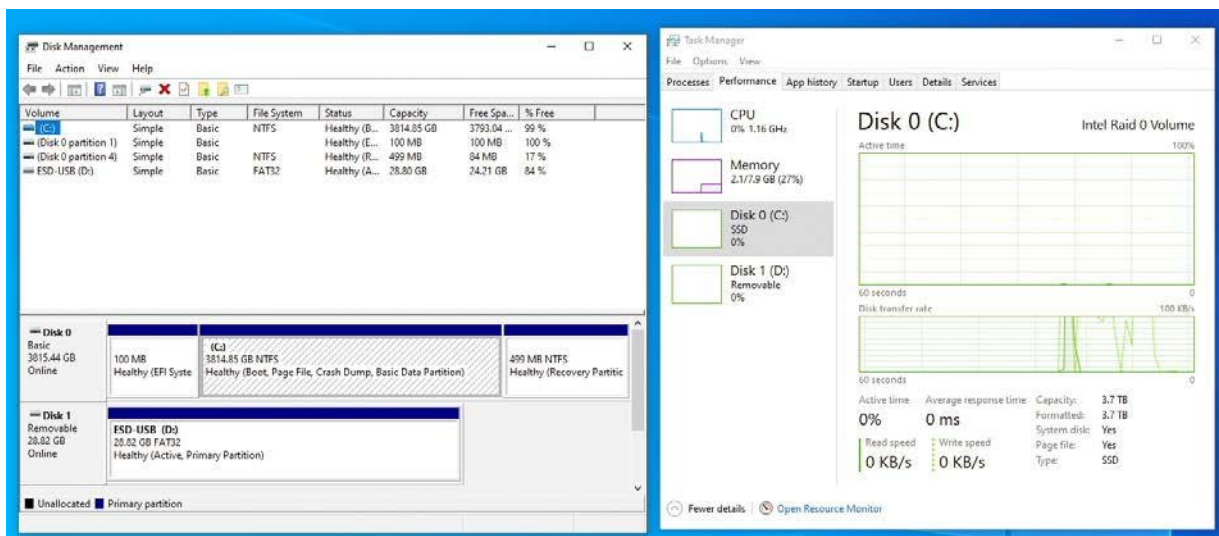 Disk Management
File Action View Help
Volume Layout Type File System Status Capacity Free Spa... % Free
(C:) Simple Basic NTFS Healthy (B... 3814.85 GB 3793.04 ... 99 %
(Disk 0 partition 1) Simple Basic Healthy (E... 100 MB 100 MB 100 %
(Disk 0 partition 4) Simple Basic NTFS Healthy (R... 499 MB 84 MB 17 %
ESD-USB (D:) Simple Basic FAT32 Healthy (A... 28.80 GB 24.21 GB 84 %
Disk 0
Basic
3815.44 GB
Online
100 MB
Healthy (EFI Syste
(C:)
3814.85 GB NTFS
Healthy (Boot, Page File, Crash Dump, Basic Data Partition)
499 MB NTFS
Healthy (Recovery Partitic
Disk 1
Removable
28.82 GB
Online
ESD-USB (D:)
28.82 GB FAT32
Healthy (Active, Primary Partition)
Unallocated Primary partition
Task Manager
File Options View
Processes Performance App history Startup Users Details Services
CPU
0% 1.16 GHz
Memory
2.1/7.9 GB (27%)
Disk 0 (C:)
SSD
0%
Disk 1 (D:)
Removable
0%
Disk 0 (C:) Intel Raid 0 Volume
Active time 100%
60 seconds 0
Disk transfer rate 100 KB/s
60 seconds 0
Active time Average response time
0% 0 ms
Read speed Write speed
0 KB/s 0 KB/s
Capacity: 3.7 TB
Formatted: 3.7 TB
System disk: Yes
Page file: Yes
Type: SSD
Fewer details Open Resource Monitor